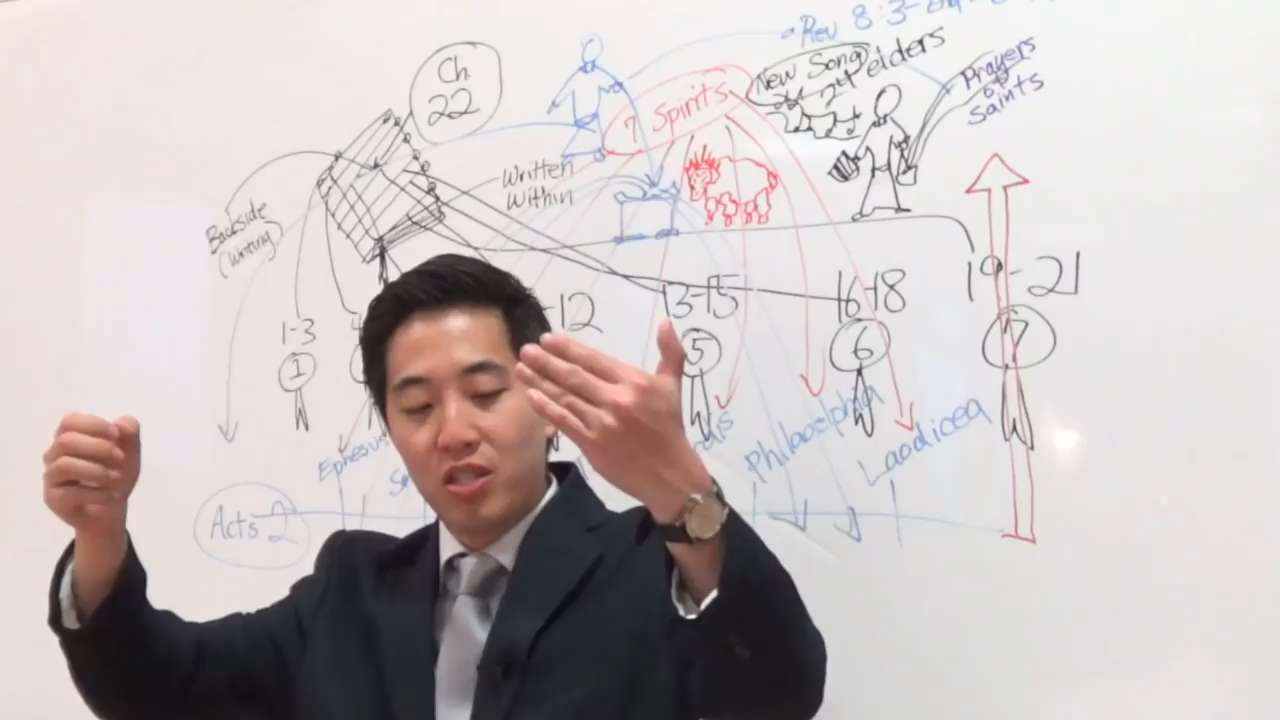 Rev 8:3-
Ch
22
New Song
24 elders
Prayers
of
Saints
7 Spirits
Written
Within
Backside
(Writing)
1-3
-12
13-15
16-18
19-21
1
5
6
7
Ephesus
Philadelphia
Laodicea
Acts 2